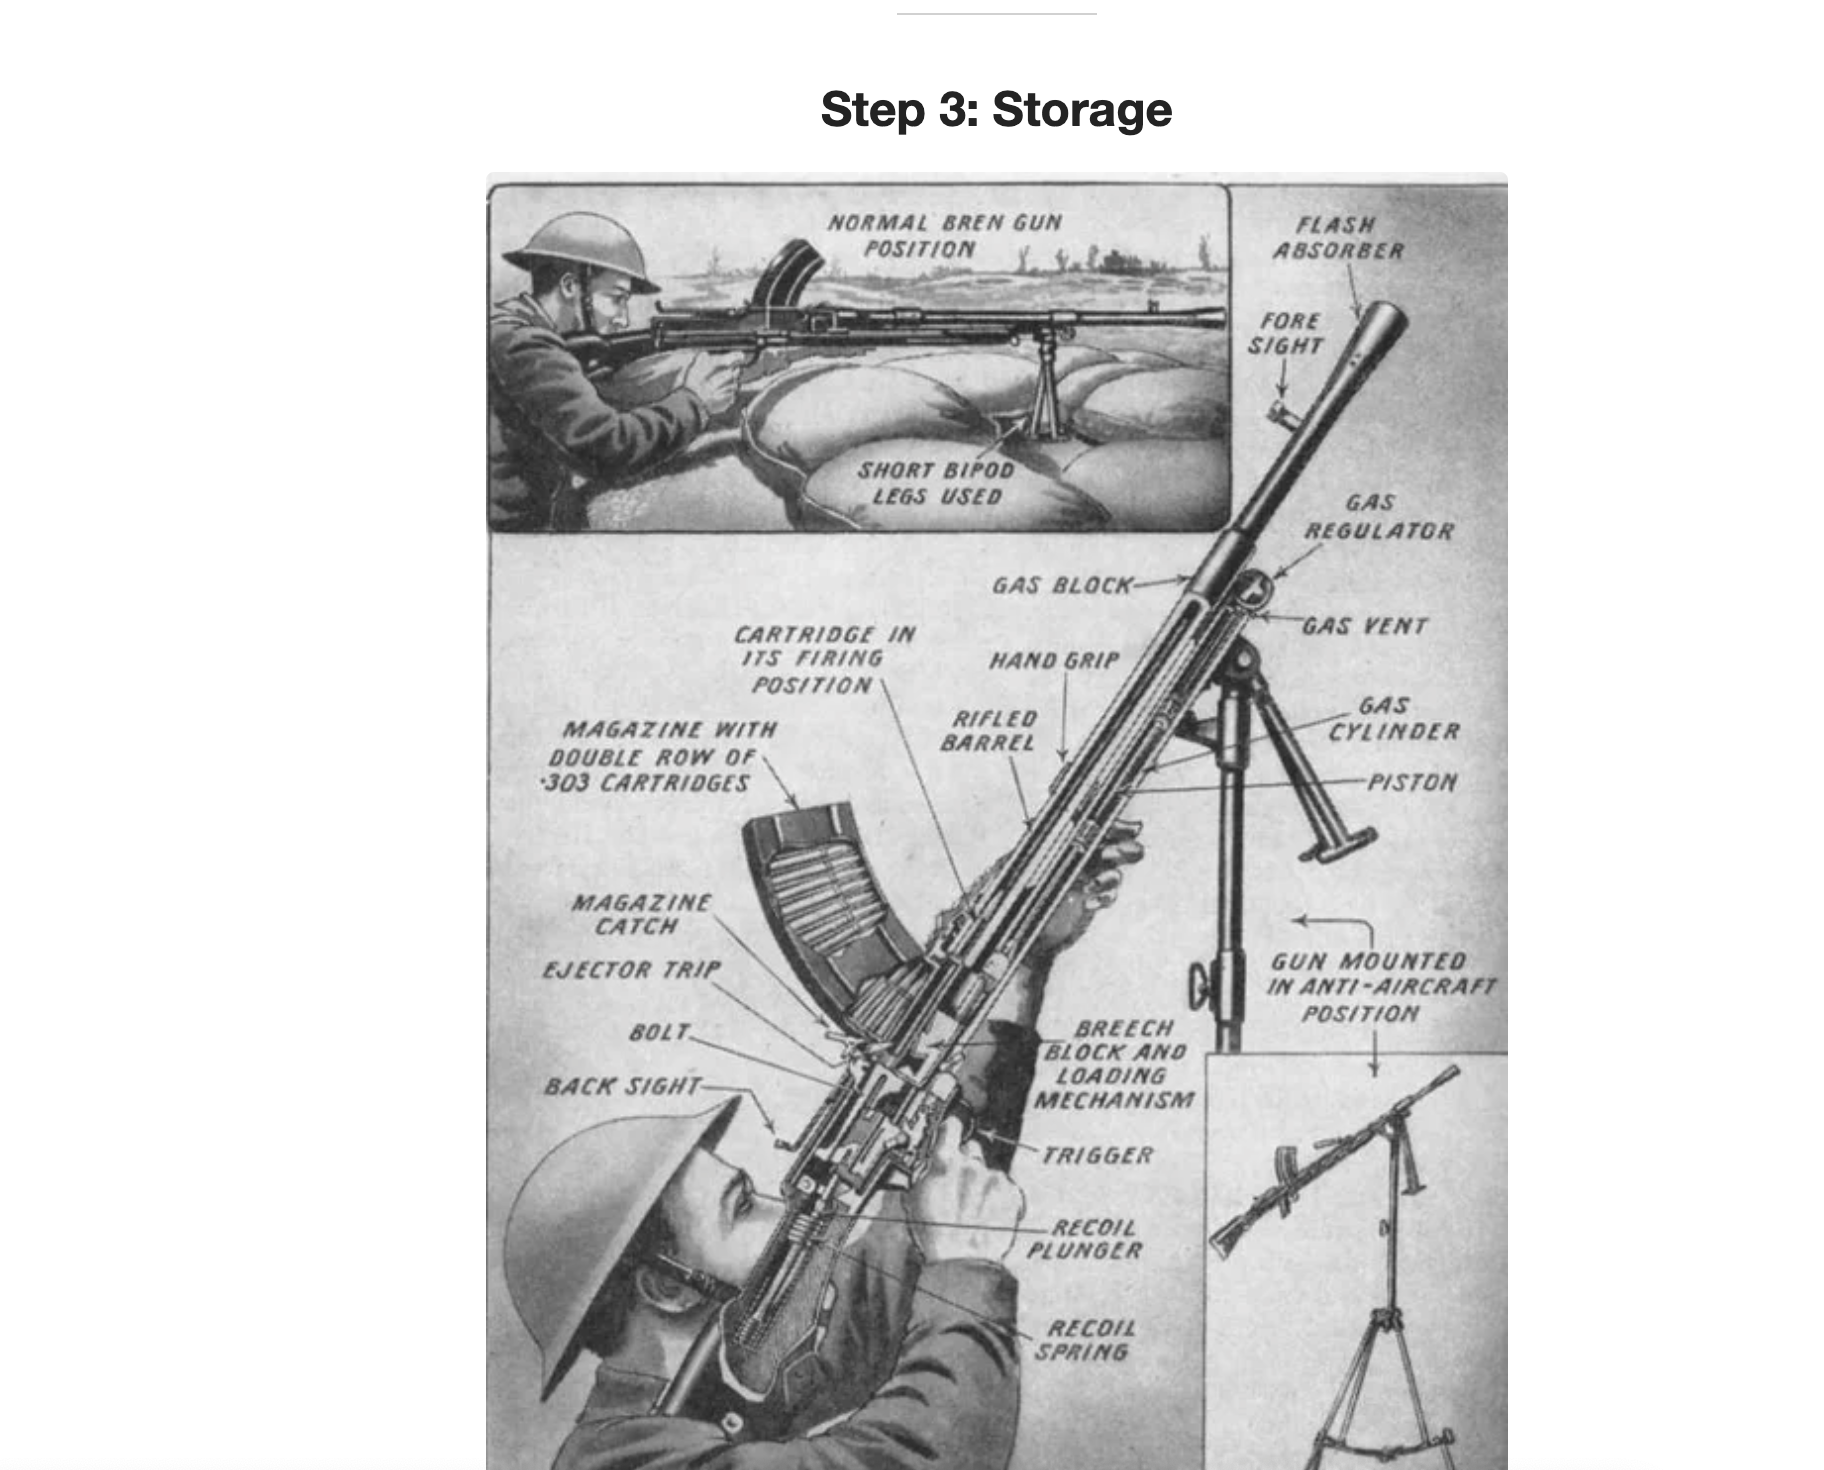 Step 3: Storage
NORMAL BREN GUN
POSITION
SHORT BIPOD
LEGS USED
FLASH
ABSORBER
FORE
SIGHT
GAS
REGULATOR
GAS BLOCK
GAS VENT
CARTRIDGE IN
ITS FIRING
POSITION
HAND GRIP
RIFLED
BARREL
GAS
CYLINDER
PISTON
MAGAZINE WITH
DOUBLE ROW OF
·303 CARTRIDGES
MAGAZINE
CATCH
EJECTOR TRIP
BOLT
BACK SIGHT
GUN MOUNTED
IN ANTI-AIRCRAFT
POSITION
BREECH
BLOCK AND
LOADING
MECHANISM
TRIGGER
RECOIL
PLUNGER
RECOIL
SPRING